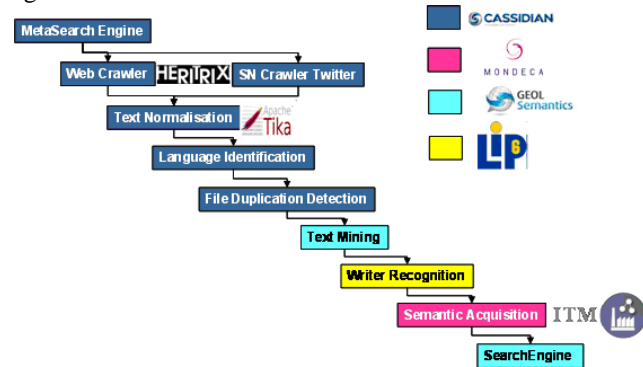 MetaSearch Engine
CASSIDIAN
Web Crawler
HERITRIX
SN Crawler Twitter
MONDECA
Text Normalisation
Apache
Tika
GEOL
Semantics
Language Identification
LIP6
File Duplication Detection
Text Mining
Writer Recognition
Semantic Acquisition
ITM
SearchEngine